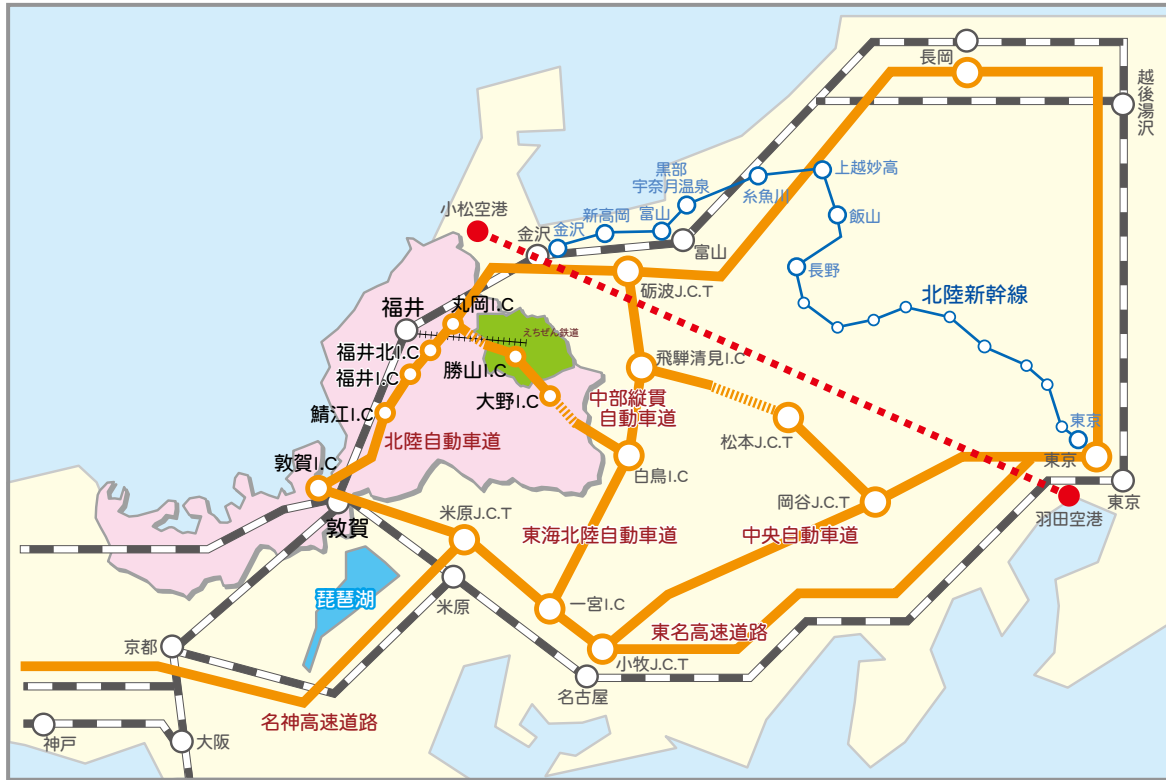 長岡
越後湯沢
黒部
宇奈月温泉
糸魚川
上越妙高
小松空港
金沢
金沢
新高岡
富山
富山
飯山
長野
砺波J.C.T
北陸新幹線
福井
丸岡I.C
えちぜん鉄道
福井北I.C
勝山I.C
飛騨清見I.C
福井I.C
大野I.C
中部縦貫
自動車道
鯖江I.C
北陸自動車道
松本J.C.T
東京
敦賀I.C
白鳥I.C
東京
岡谷J.C.T
東京
敦賀
米原J.C.T
東海北陸自動車道
中央自動車道
羽田空港
琵琶湖
米原
一宮I.C
東名高速道路
京都
小牧J.C.T
名古屋
名神高速道路
神戸
大阪